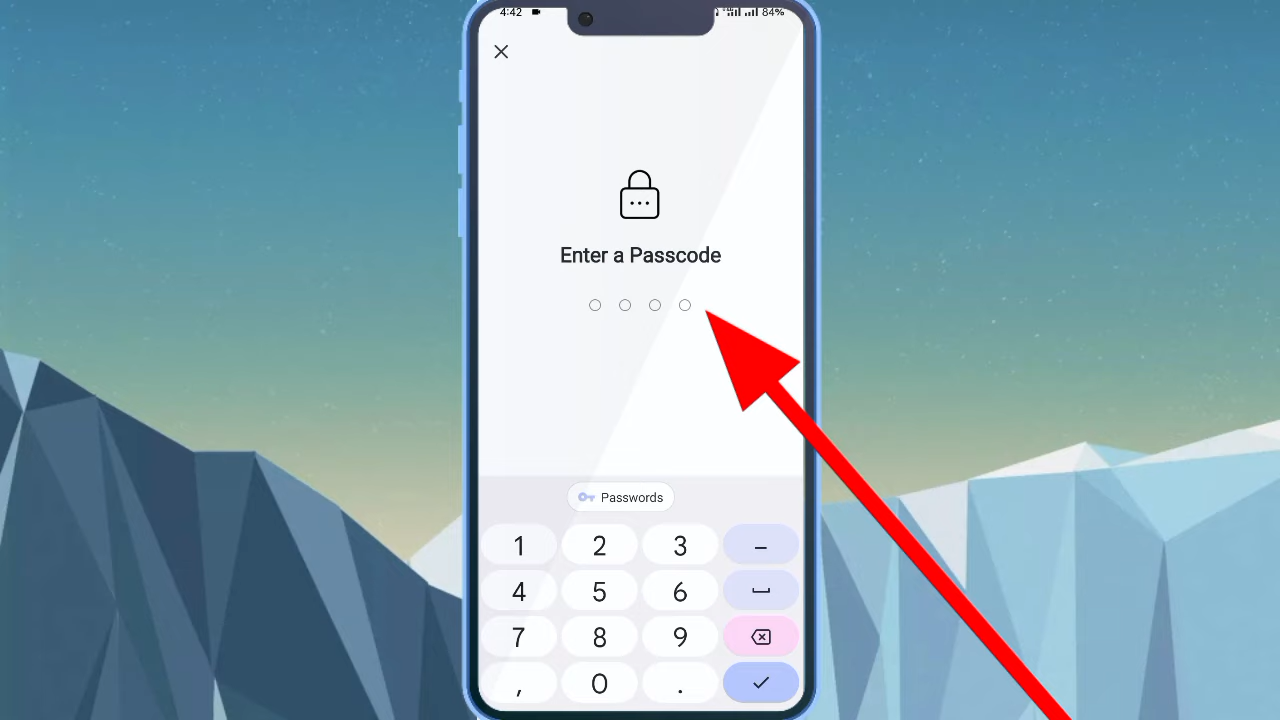 4:42 84%
Enter a Passcode
Passwords
1 2 3 –
4 5 6
7 8 9
, 0 .